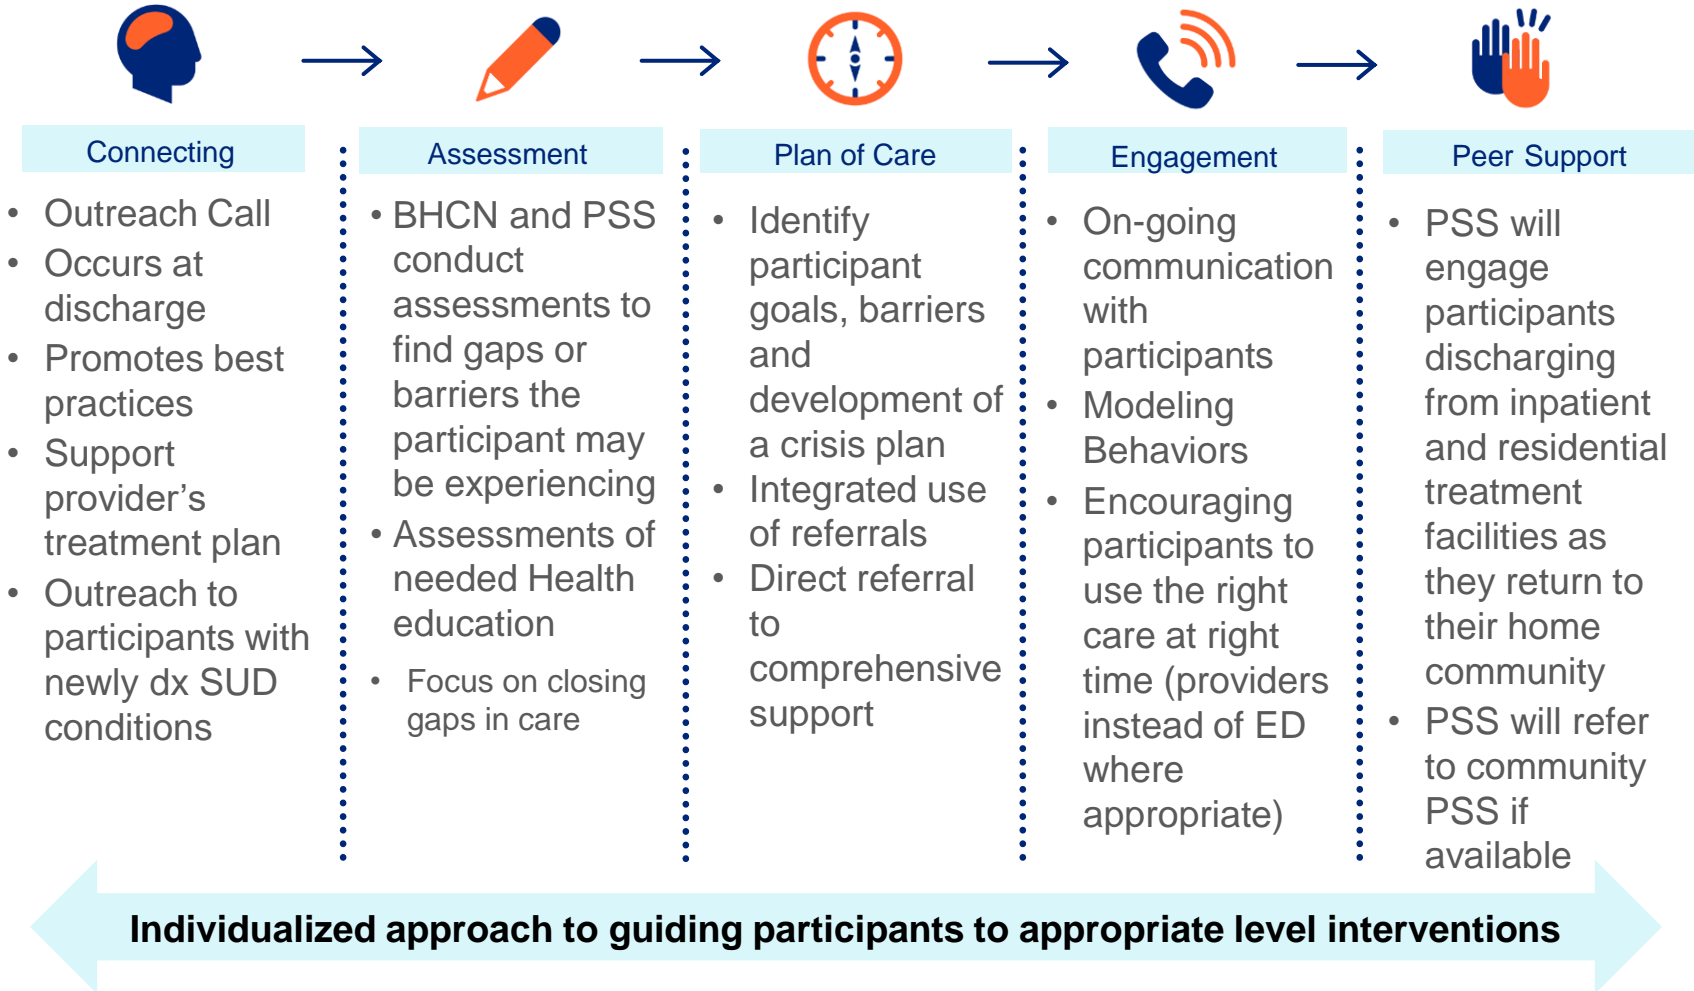 Connecting
• Outreach Call
• Occurs at
discharge
• Promotes best
practices
• Support
provider’s
treatment plan
• Outreach to
participants with
newly dx SUD
conditions
Assessment
• BHCN and PSS
conduct
assessments to
find gaps or
barriers the
participant may
be experiencing
• Assessments of
needed Health
education
• Focus on closing
gaps in care
Plan of Care
• Identify
participant
goals, barriers
and
development of
a crisis plan
• Integrated use
of referrals
• Direct referral
to
comprehensive
support
Engagement
• On-going
communication
with
participants
• Modeling
Behaviors
• Encouraging
participants to
use the right
care at right
time (providers
instead of ED
where
appropriate)
Peer Support
• PSS will
engage
participants
discharging
from inpatient
and residential
treatment
facilities as
they return to
their home
community
• PSS will refer
to community
PSS if
available
Individualized approach to guiding participants to appropriate level interventions